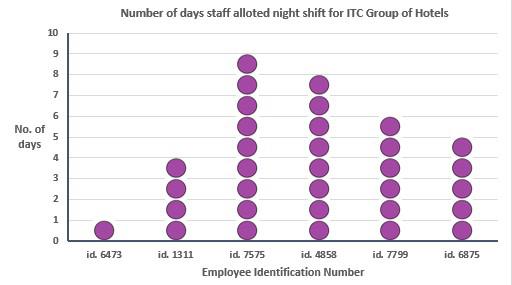 Number of days staff alloted night shift for ITC Group of Hotels
10
9
8
7
6
5
4
3
2
1
0
No. of
days
id. 6473 id. 1311 id. 7575 id. 4858 id. 7799 id. 6875
Employee Identification Number